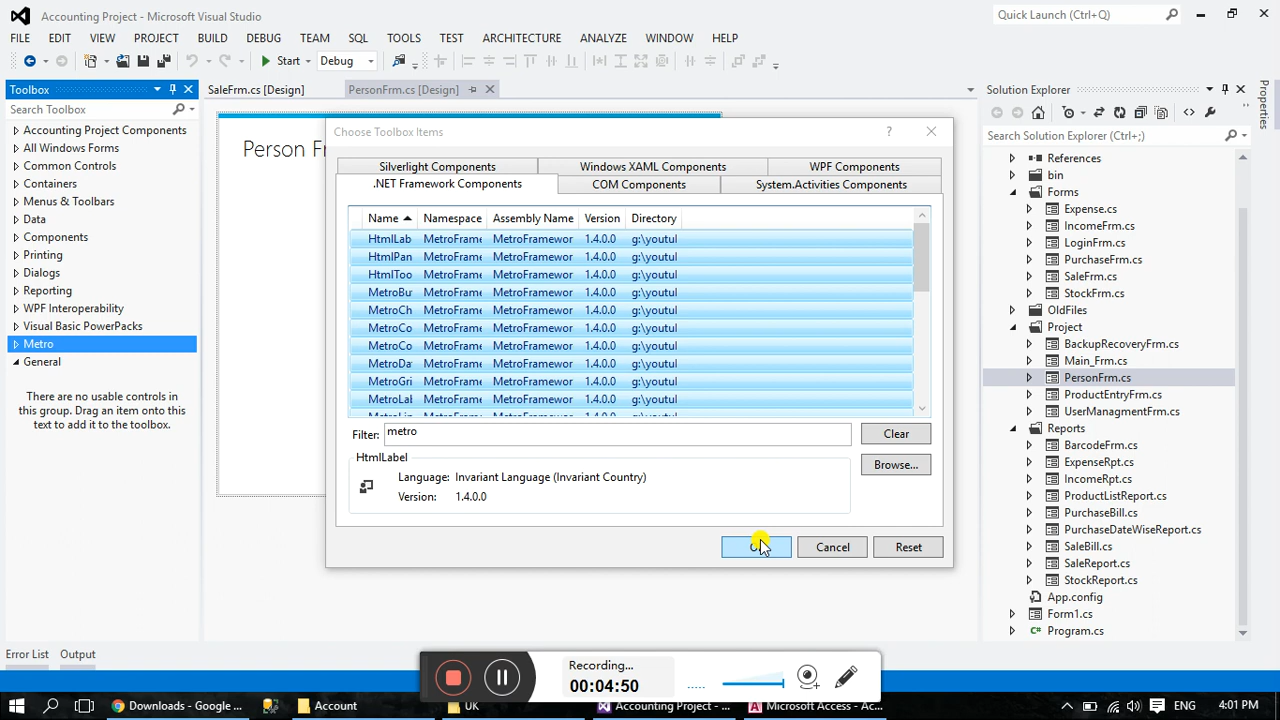 Accounting Project - Microsoft Visual Studio
Quick Launch (Ctrl+Q)
FILE EDIT VIEW PROJECT BUILD DEBUG TEAM SQL TOOLS TEST ARCHITECTURE ANALYZE WINDOW HELP
Start Debug
Toolbox
Search Toolbox
Accounting Project Components
All Windows Forms
Common Controls
Containers
Menus & Toolbars
Data
Components
Printing
Dialogs
Reporting
WPF Interoperability
Visual Basic PowerPacks
Metro
General
There are no usable controls in
this group. Drag an item onto this
text to add it to the toolbox.
Error List Output
SaleFrm.cs [Design] PersonFrm.cs [Design]
Person Fr
Choose Toolbox Items
Silverlight Components Windows XAML Components WPF Components
.NET Framework Components COM Components System.Activities Components
Name Namespace Assembly Name Version Directory
HtmlLab MetroFrame MetroFramewor 1.4.0.0 g:\youtul
HtmlPan MetroFrame MetroFramewor 1.4.0.0 g:\youtul
HtmlToo MetroFrame MetroFramewor 1.4.0.0 g:\youtul
MetroBu MetroFrame MetroFramewor 1.4.0.0 g:\youtul
MetroCh MetroFrame MetroFramewor 1.4.0.0 g:\youtul
MetroCo MetroFrame MetroFramewor 1.4.0.0 g:\youtul
MetroCo MetroFrame MetroFramewor 1.4.0.0 g:\youtul
MetroDa MetroFrame MetroFramewor 1.4.0.0 g:\youtul
MetroGri MetroFrame MetroFramewor 1.4.0.0 g:\youtul
MetroLab MetroFrame MetroFramewor 1.4.0.0 g:\youtul
Filter: metro Clear
HtmlLabel
Language: Invariant Language (Invariant Country)
Version: 1.4.0.0
Browse...
Cancel Reset
Solution Explorer
Search Solution Explorer (Ctrl+;)
References
bin
Forms
Expense.cs
IncomeFrm.cs
LoginFrm.cs
PurchaseFrm.cs
SaleFrm.cs
StockFrm.cs
OldFiles
Project
BackupRecoveryFrm.cs
Main_Frm.cs
PersonFrm.cs
ProductEntryFrm.cs
UserManagmentFrm.cs
Reports
BarcodeFrm.cs
ExpenseRpt.cs
IncomeRpt.cs
ProductListReport.cs
PurchaseBill.cs
PurchaseDateWiseReport.cs
SaleBill.cs
SaleReport.cs
StockReport.cs
App.config
Form1.cs
Program.cs
Properties
Recording...
00:04:50
Downloads - Google ... Account UK Accounting Project - ... Microsoft Access - Ac... ENG 4:01 PM